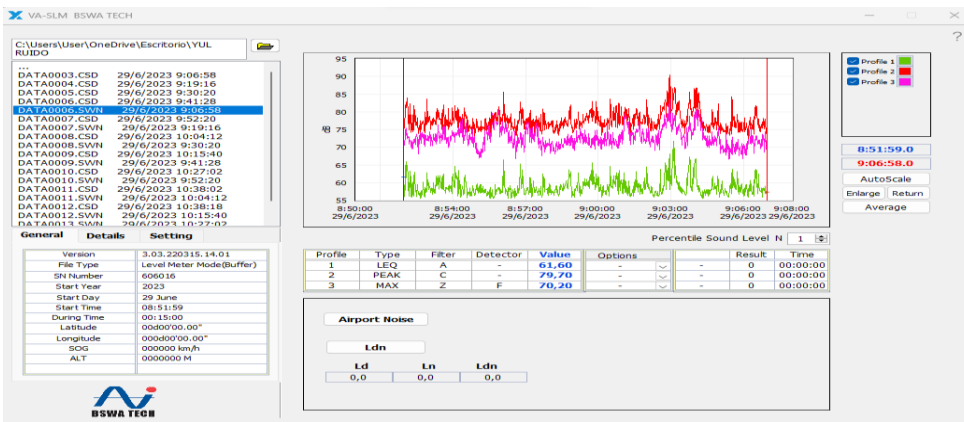 VA-SLM BSWA TECH
?
C:\Users\User\OneDrive\Escritorio\YUL
RUIDO
...
DATA0003.CSD 29/6/2023 9:06:58
DATA0004.CSD 29/6/2023 9:19:16
DATA0005.CSD 29/6/2023 9:30:20
DATA0006.CSD 29/6/2023 9:41:28
DATA0006.SWN 29/6/2023 9:06:58
DATA0007.CSD 29/6/2023 9:52:20
DATA0007.SWN 29/6/2023 9:19:16
DATA0008.CSD 29/6/2023 10:04:12
DATA0008.SWN 29/6/2023 9:30:20
DATA0009.CSD 29/6/2023 10:15:40
DATA0009.SWN 29/6/2023 9:41:28
DATA0010.CSD 29/6/2023 10:27:02
DATA0010.SWN 29/6/2023 9:52:20
DATA0011.CSD 29/6/2023 10:38:02
DATA0011.SWN 29/6/2023 10:04:12
DATA0012.CSD 29/6/2023 10:38:18
DATA0012.SWN 29/6/2023 10:15:40
DATA0013.SWN 29/6/2023 10:27:02
General Details Setting
Version 3.03.220315.14.01
File Type Level Meter Mode(Buffer)
SN Number 606016
Start Year 2023
Start Day 29 June
Start Time 08:51:59
During Time 00:15:00
Latitude 00d00'00.00"
Longitude 000d00'00.00"
SOG 000000 km/h
ALT 0000000 M
BSWA TECH
dB
95
90
85
80
75
70
65
60
55
8:50:00 8:54:00 8:57:00 9:00:00 9:03:00 9:06:00 9:08:00
29/6/2023 29/6/2023 29/6/2023 29/6/2023 29/6/2023 29/6/2023 29/6/2023
Profile 1
Profile 2
Profile 3
8:51:59.0
9:06:58.0
AutoScale
Enlarge Return
Average
Percentile Sound Level N 1
Profile Type Filter Detector Value Options Result Time
1 LEQ A - 61,60 - - 0 00:00:00
2 PEAK C - 79,70 - - 0 00:00:00
3 MAX Z F 70,20 - - 0 00:00:00
Airport Noise
Ldn
Ld Ln Ldn
0,0 0,0 0,0